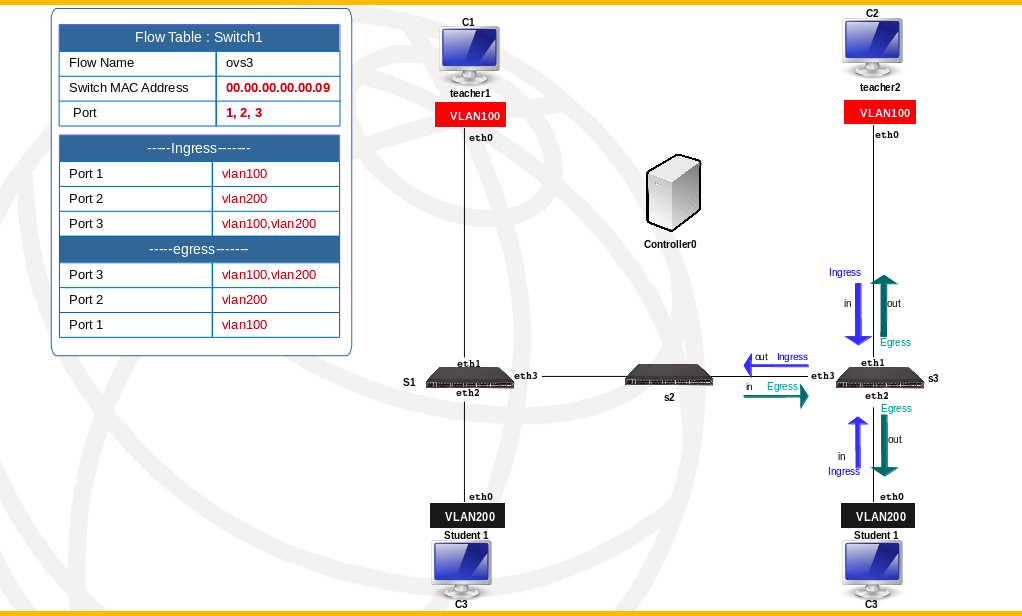 Flow Table : Switch1
Flow Name ovs3
Switch MAC Address 00.00.00.00.00.09
Port 1, 2, 3
-----Ingress-------
Port 1 vlan100
Port 2 vlan200
Port 3 vlan100,vlan200
-----egress-------
Port 3 vlan100,vlan200
Port 2 vlan200
Port 1 vlan100
C1
teacher1
VLAN100
eth0
C2
teacher2
VLAN100
eth0
Controller0
Ingress
in out
Egress
eth1
S1
eth3
eth2
s2
out Ingress
in Egress
eth1
eth3
s3
eth2
Egress
out
in
Ingress
eth0
VLAN200
Student 1
C3
eth0
VLAN200
Student 1
C3